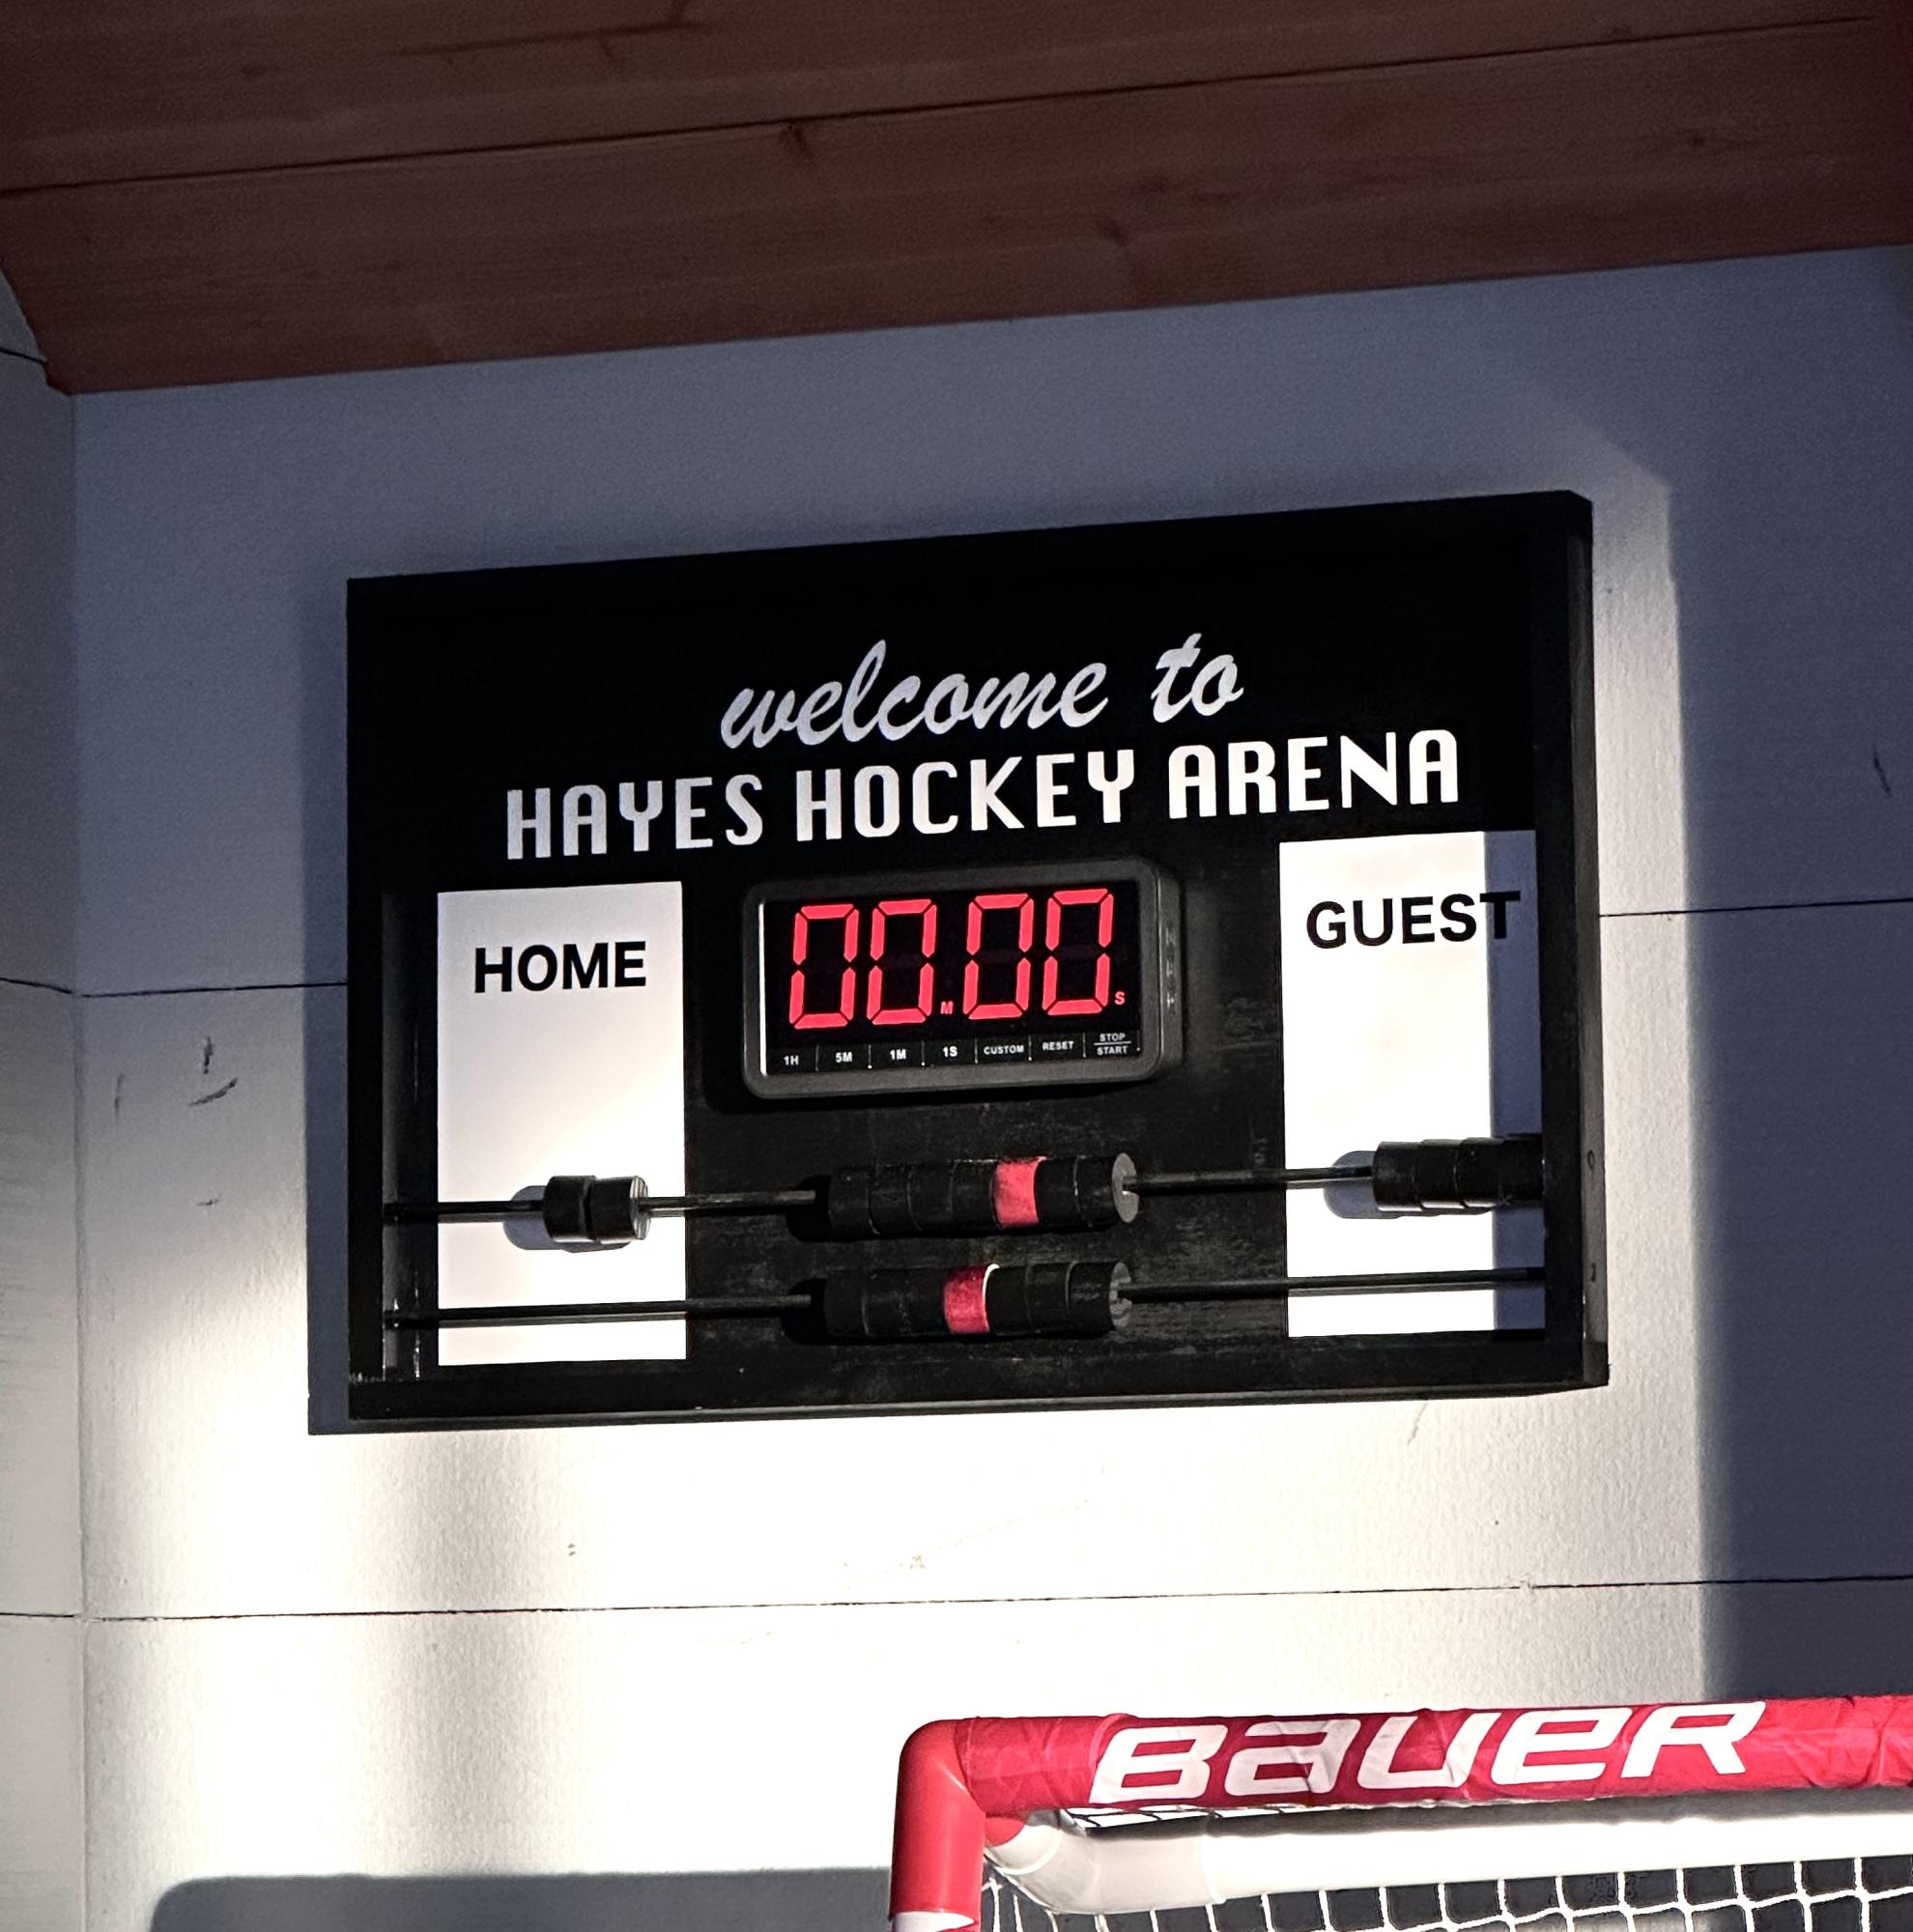 welcome to
HAYES HOCKEY ARENA
HOME
GUEST
00 M 00 S
1H 5M 1M 1S CUSTOM RESET STOP
START
BAUER